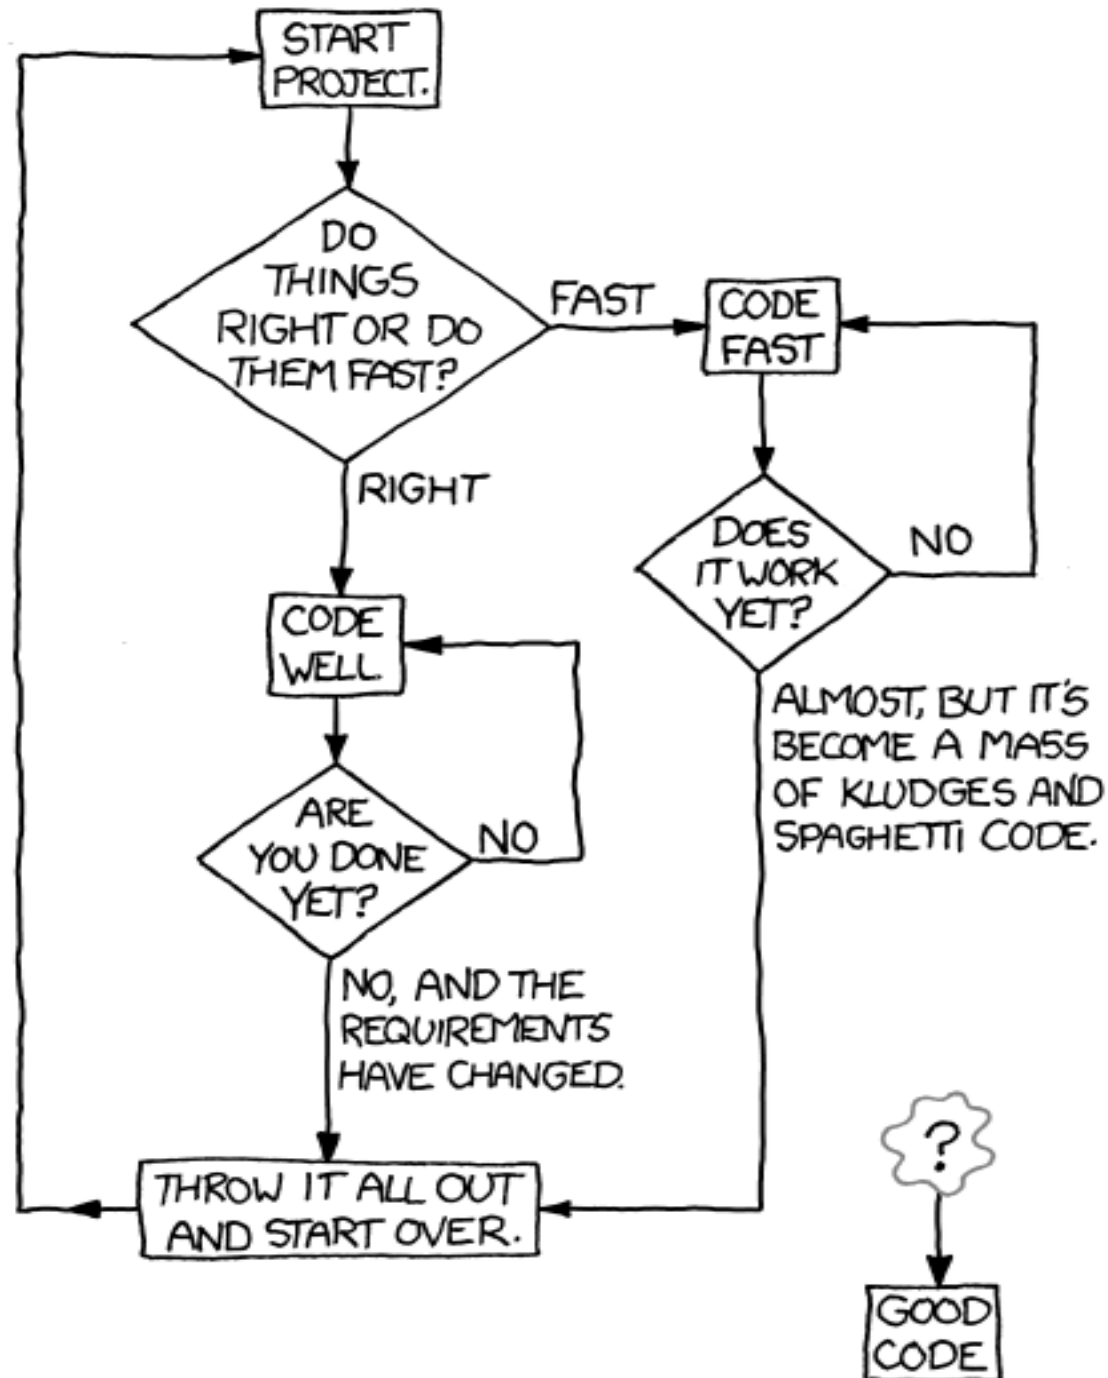 START
PROJECT.
DO
THINGS
RIGHT OR DO
THEM FAST?
FAST
CODE
FAST
RIGHT
DOES
IT WORK
YET?
NO
CODE
WELL.
ALMOST, BUT IT'S
BECOME A MASS
OF KLUDGES AND
SPAGHETTI CODE.
ARE
YOU DONE
YET?
NO
NO, AND THE
REQUIREMENTS
HAVE CHANGED.
THROW IT ALL OUT
AND START OVER.
?
GOOD
CODE